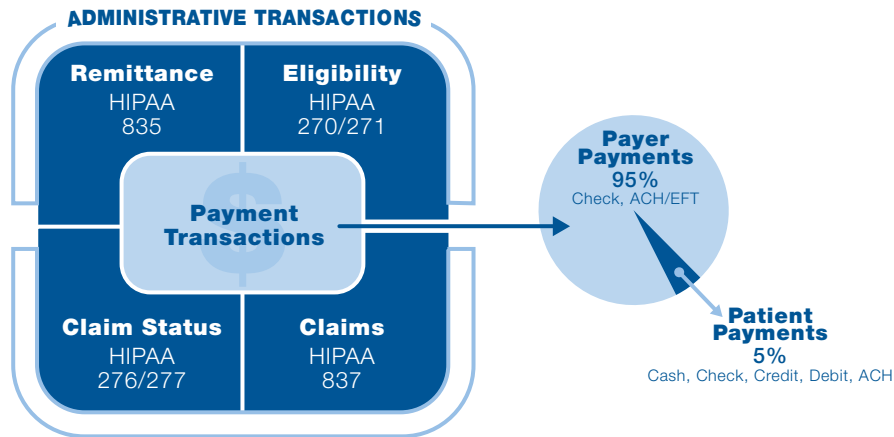 ADMINISTRATIVE TRANSACTIONS
Remittance
HIPAA
835
Eligibility
HIPAA
270/271
$
Payment
Transactions
Claim Status
HIPAA
276/277
Claims
HIPAA
837
Payer
Payments
95%
Check, ACH/EFT
Patient
Payments
5%
Cash, Check, Credit, Debit, ACH